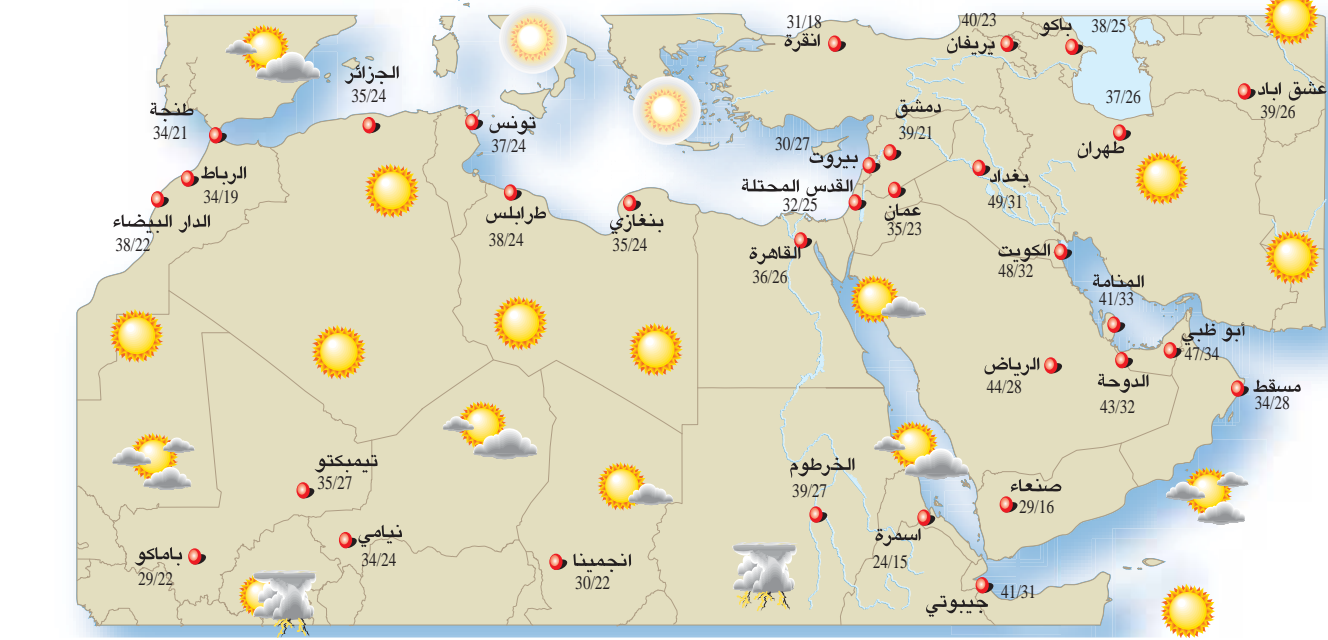 31/18
انقرة
40/23
يريفان
باكو
38/25
37/26
عشق اباد
39/26
الجزائر
35/24
طنجة
34/21
تونس
37/24
دمشق
39/21
طهران
30/27
بيروت
الرباط
34/19
القدس المحتلة
32/25
بغداد
49/31
الدار البيضاء
38/22
طرابلس
38/24
بنغازي
35/24
عمان
35/23
القاهرة
36/26
الكويت
48/32
المنامة
41/33
أبو ظبي
47/34
الرياض
44/28
الدوحة
43/32
مسقط
34/28
تيمبكتو
35/27
الخرطوم
39/27
صنعاء
29/16
نيامي
34/24
باماكو
29/22
انجمينا
30/22
اسمرة
24/15
جيبوتي
41/31